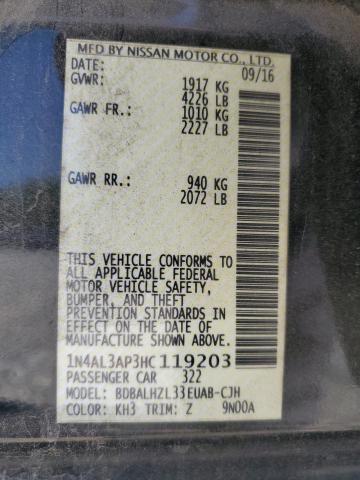 MFD BY NISSAN MOTOR CO., LTD.
DATE: 09/16
GVWR: 1917 KG
4226 LB
GAWR FR.: 1010 KG
2227 LB
GAWR RR.: 940 KG
2072 LB
THIS VEHICLE CONFORMS TO
ALL APPLICABLE FEDERAL
MOTOR VEHICLE SAFETY,
BUMPER, AND THEFT
PREVENTION STANDARDS
IN EFFECT ON THE DATE OF
MANUFACTURE SHOWN ABOVE.
1N4AL3AP3HC119203
PASSENGER CAR 322
MODEL: BDBALHZL33EUAB-CJH
COLOR: KH3 TRIM: Z 9N00A